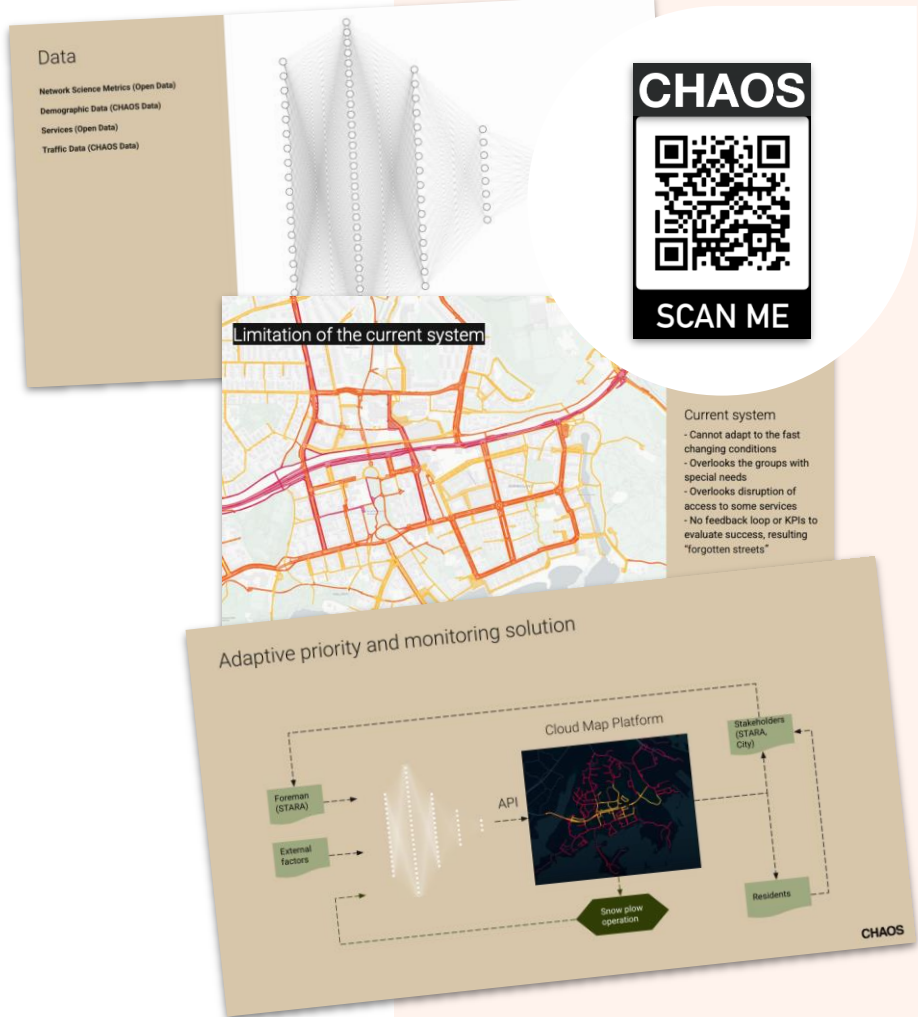 Data
Network Science Metrics (Open Data)
Demographic Data (CHAOS Data)
Services (Open Data)
Traffic Data (CHAOS Data)
CHAOS
SCAN ME
Limitation of the current system
Current system
- Cannot adapt to the fast
changing conditions
- Overlooks the groups with
special needs
- Overlooks disruption of
access to some services
- No feedback loop or KPIs to
evaluate success, resulting
"forgotten streets"
Adaptive priority and monitoring solution
Cloud Map Platform
Stakeholders
(STARA,
City)
Foreman
(STARA)
API
External
factors
Residents
Snow plow
operation
CHAOS